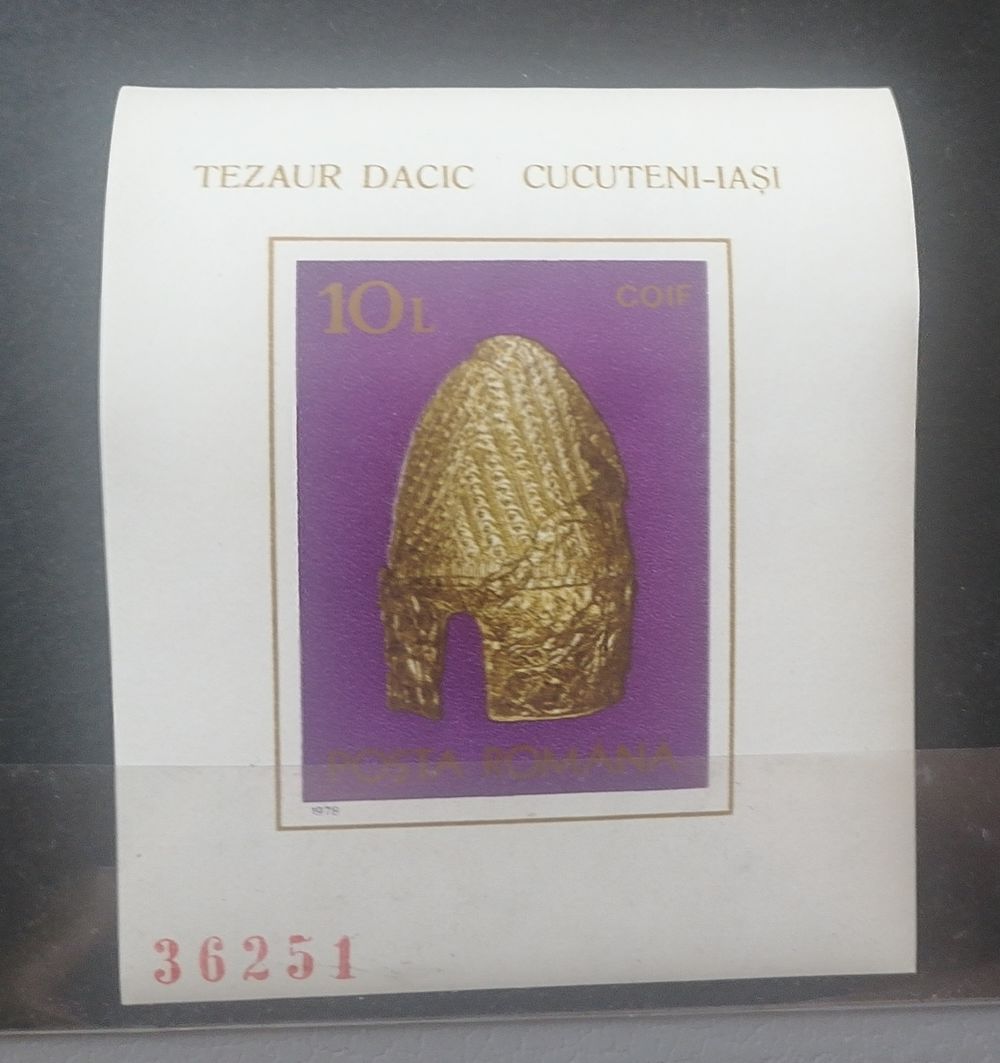 TEZAUR DACIC CUCUTENI-IAȘI
10L COIF
POSTA ROMANA
1978
36251